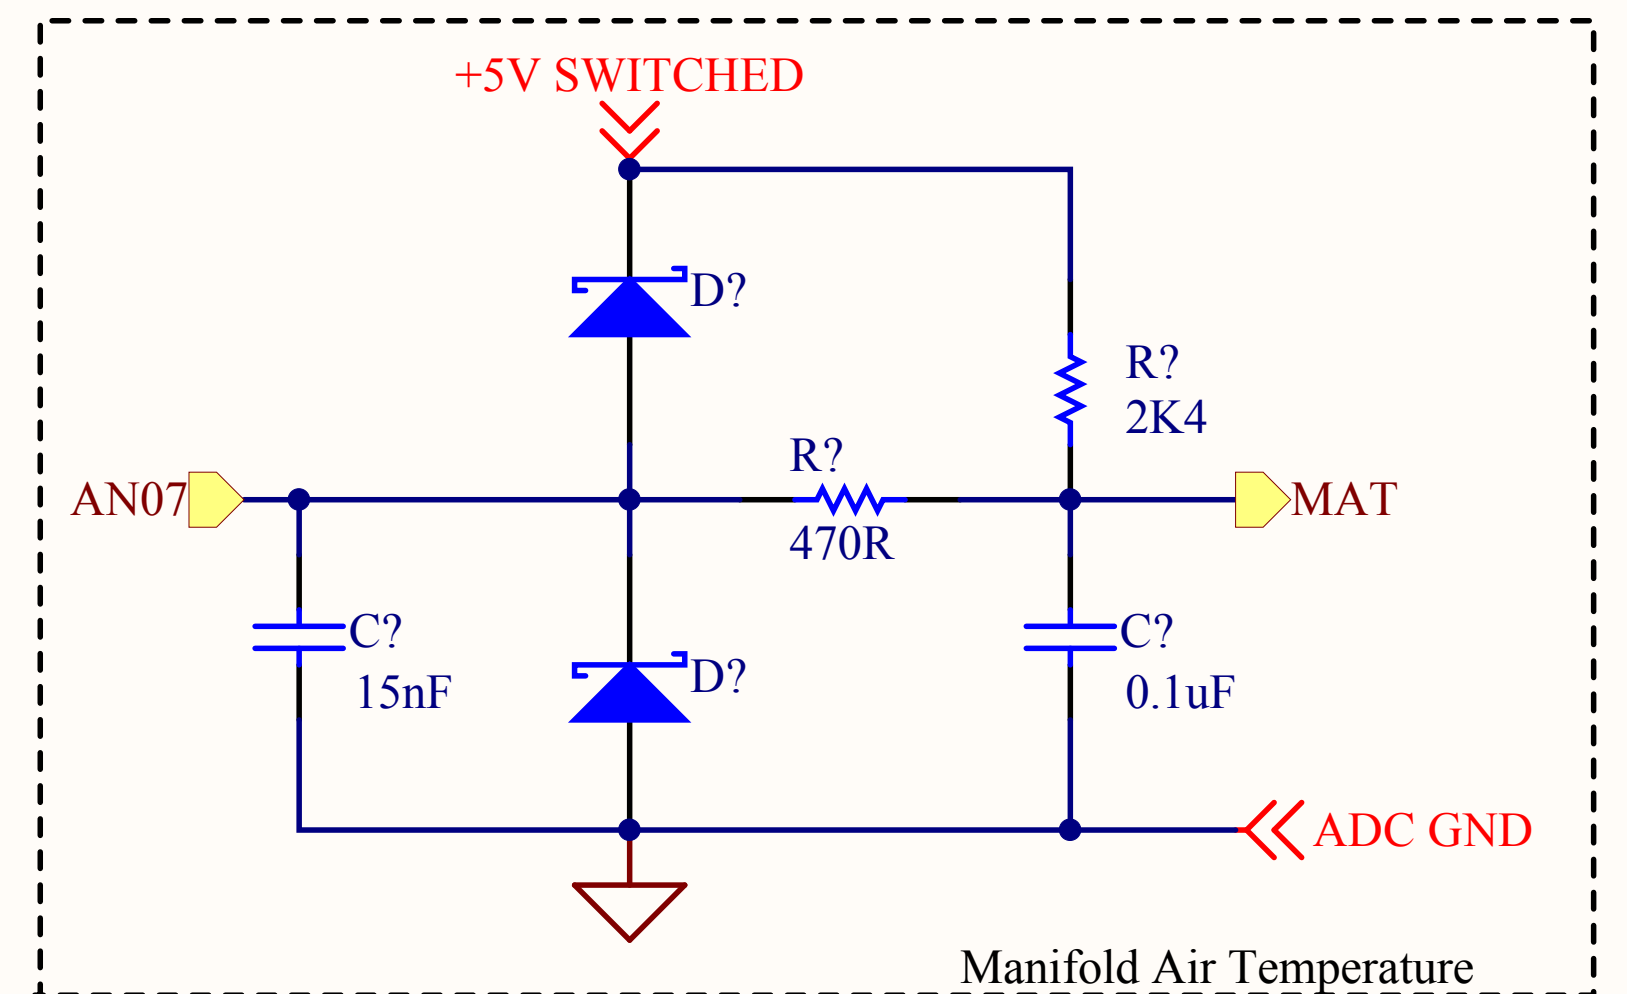 +5V SWITCHED
D?
R?
2K4
R?
AN07
MAT
470R
C?
15nF
D?
C?
0.1uF
ADC GND
Manifold Air Temperature